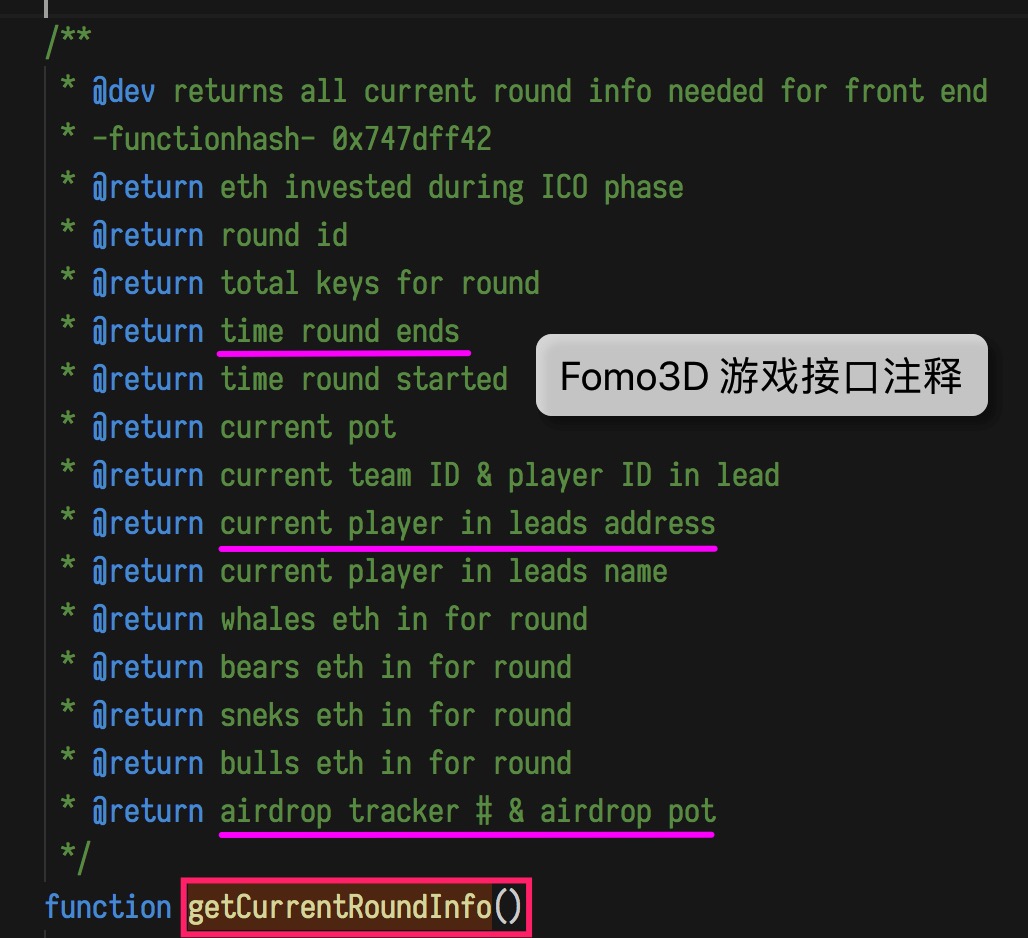 /**
* @dev returns all current round info needed for front end
* -functionhash- 0x747dff42
* @return eth invested during ICO phase
* @return round id
* @return total keys for round
* @return time round ends
* @return time round started
Fomo3D 游戏接口注释
* @return current pot
* @return current team ID & player ID in lead
* @return current player in leads address
* @return current player in leads name
* @return whales eth in for round
* @return bears eth in for round
* @return sneks eth in for round
* @return bulls eth in for round
* @return airdrop tracker # & airdrop pot
*/
function getCurrentRoundInfo()